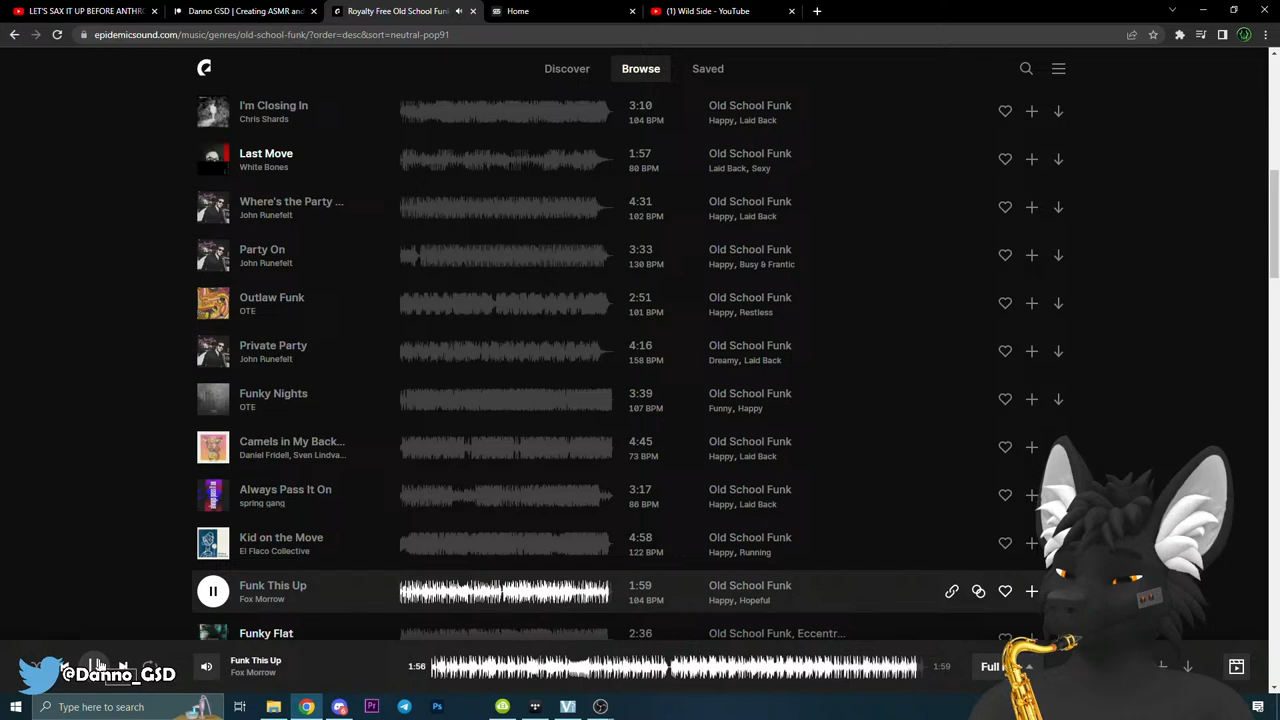 LET'S SAX IT UP BEFORE ANTHR
Danno GSD | Creating ASMR and
Royalty Free Old School Funk
Home
(1) Wild Side - YouTube
epidemicsound.com/music/genres/old-school-funk/?order=desc&sort=neutral-pop91
Discover
Browse
Saved
I'm Closing In
Chris Shards
3:10
104 BPM
Old School Funk
Happy, Laid Back
Last Move
White Bones
1:57
80 BPM
Old School Funk
Laid Back, Sexy
Where's the Party ...
John Runefelt
4:31
102 BPM
Old School Funk
Happy, Laid Back
Party On
John Runefelt
3:33
130 BPM
Old School Funk
Happy, Busy & Frantic
Outlaw Funk
OTE
2:51
101 BPM
Old School Funk
Happy, Restless
Private Party
John Runefelt
4:16
158 BPM
Old School Funk
Dreamy, Laid Back
Funky Nights
OTE
3:39
107 BPM
Old School Funk
Funny, Happy
Camels in My Back...
Daniel Fridell, Sven Lindva...
4:45
73 BPM
Old School Funk
Happy, Laid Back
Always Pass It On
spring gang
3:17
86 BPM
Old School Funk
Happy, Laid Back
Kid on the Move
El Flaco Collective
4:58
122 BPM
Old School Funk
Happy, Running
Funk This Up
Fox Morrow
1:59
104 BPM
Old School Funk
Happy, Hopeful
Funky Flat
2:36
Old School Funk, Eccentr...
@Danno_GSD
Funk This Up
Fox Morrow
1:56
1:59
Full
Type here to search
Pr
Ps